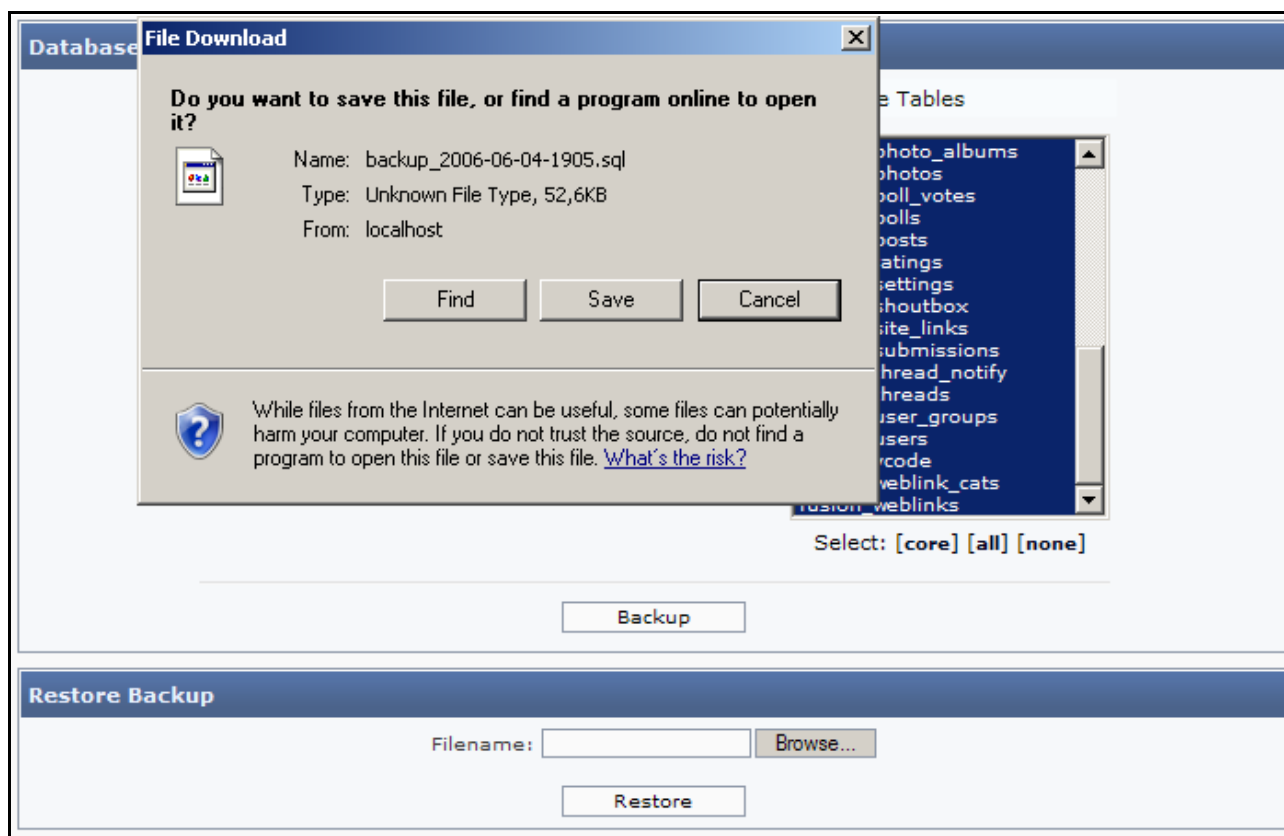 Database
File Download
Do you want to save this file, or find a program online to open
it?
Name: backup_2006-06-04-1905.sql
Type: Unknown File Type, 52,6KB
From: localhost
Find Save Cancel
While files from the Internet can be useful, some files can potentially
harm your computer. If you do not trust the source, do not find a
program to open this file or save this file. What's the risk?
Tables
photo_albums
photos
poll_votes
polls
posts
atings
settings
shoutbox
site_links
submissions
hread_notify
hreads
user_groups
users
vcode
weblink_cats
fusion_weblinks
Select: [core] [all] [none]
Backup
Restore Backup
Filename: Browse...
Restore